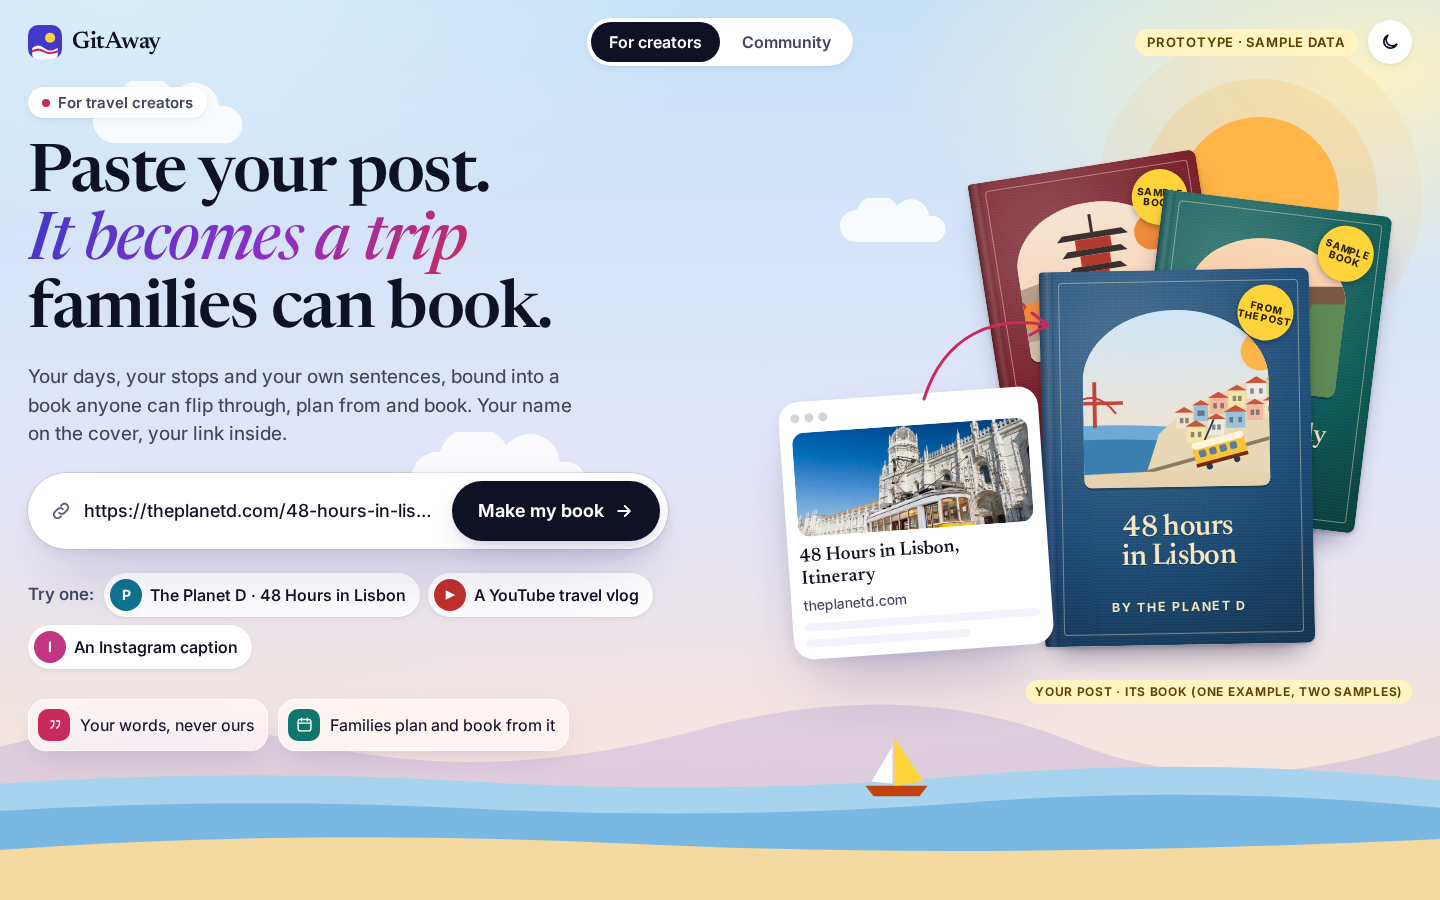 GitAway
For creators
Community
PROTOTYPE · SAMPLE DATA
For travel creators
Paste your post.
It becomes a trip
families can book.
Your days, your stops and your own sentences, bound into a
book anyone can flip through, plan from and book. Your name
on the cover, your link inside.
https://theplanetd.com/48-hours-in-lis...
Make my book
Try one:
P
The Planet D · 48 Hours in Lisbon
A YouTube travel vlog
I
An Instagram caption
Your words, never ours
Families plan and book from it
SAMPLE
BOOK
FROM
THE POST
48 hours
in Lisbon
BY THE PLANET D
48 Hours in Lisbon,
Itinerary
theplanetd.com
YOUR POST · ITS BOOK (ONE EXAMPLE, TWO SAMPLES)